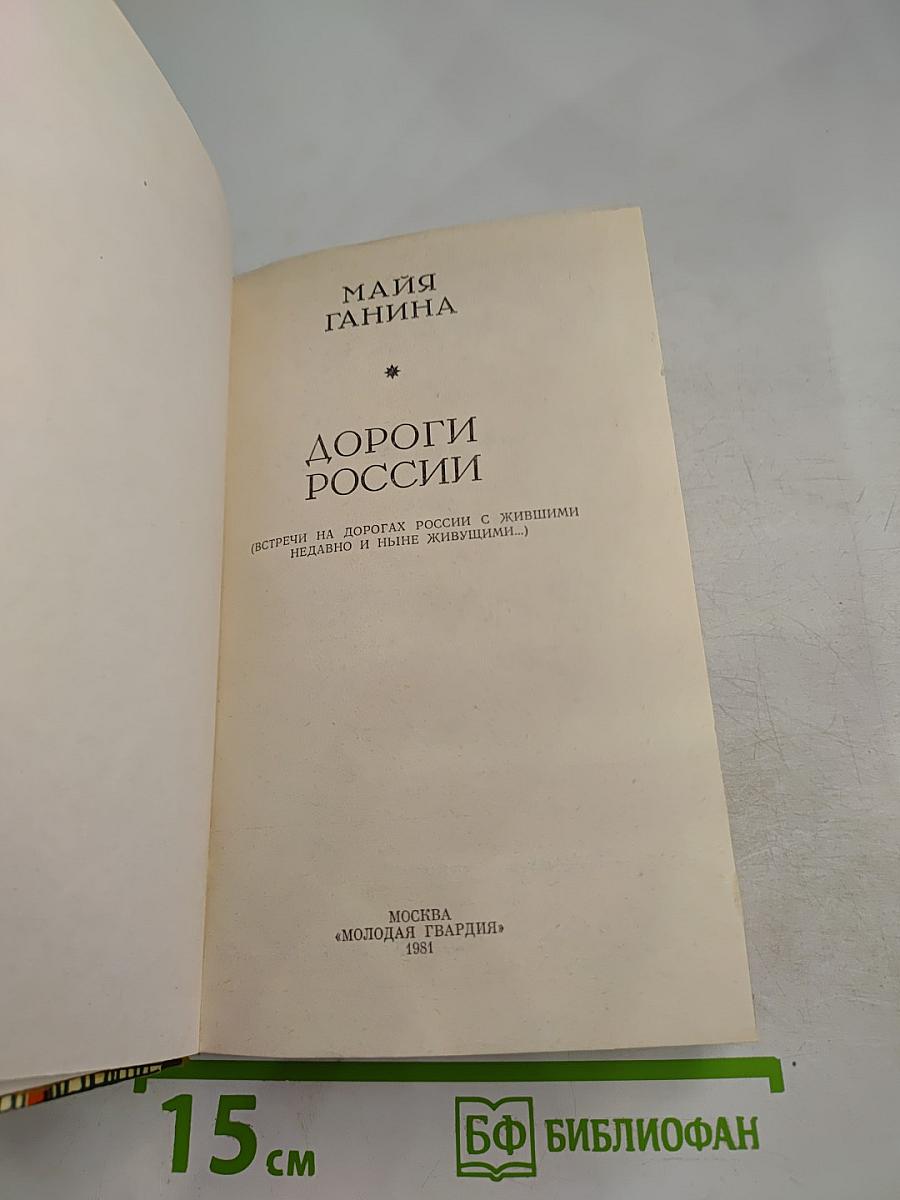 МАЙЯ
ГАНИНА
ДОРОГИ
РОССИИ
(ВСТРЕЧИ НА ДОРОГАХ РОССИИ С ЖИВШИМИ
НЕДАВНО И НЫНЕ ЖИВУЩИМИ...)
МОСКВА
«МОЛОДАЯ ГВАРДИЯ»
1981
15 см
БФ БИБЛИОФАН